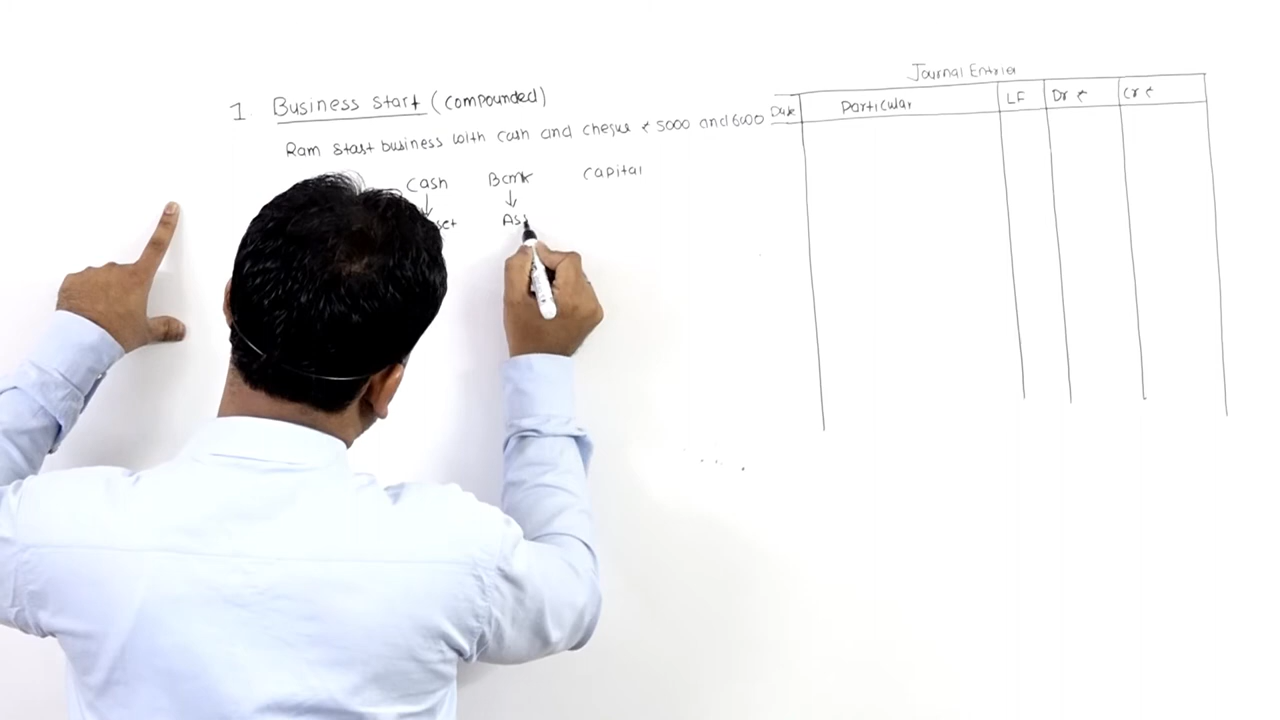 Journal Entries
Date Particular LF Dr ₹ Cr ₹
1. Business Start (compounded)
Ram start business with cash and cheque ₹ 5000 and 6000
Cash Bank Capital
Ass